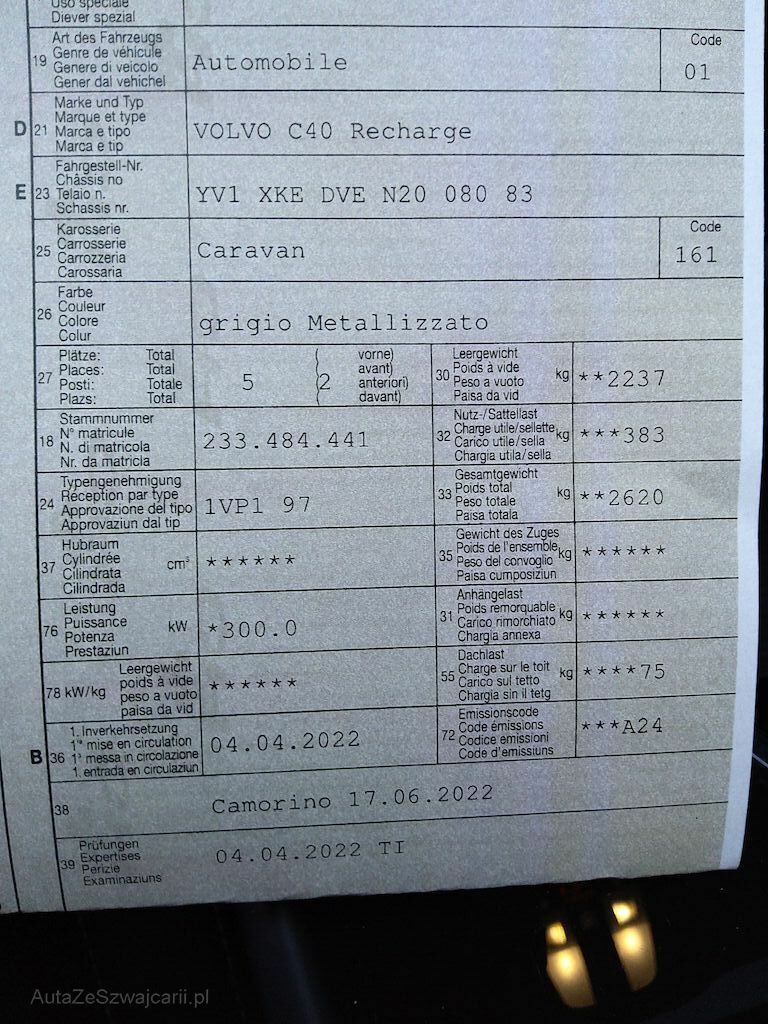 Uso speciale
Diever spezial
19 Art des Fahrzeugs
Genre de véhicule
Genere di veicolo
Gener dal vehichel
Automobile
Code
01
D 21 Marke und Typ
Marque et type
Marca e tipo
Marca e tip
VOLVO C40 Recharge
E 23 Fahrgestell-Nr.
Châssis no
Telaio n.
Schassis nr.
YV1 XKE DVE N20 080 83
25 Karosserie
Carrosserie
Carrozzeria
Carossaria
Caravan
Code
161
26 Farbe
Couleur
Colore
Colur
grigio Metallizzato
27 Plätze: Total
Places: Total
Posti: Totale
Plazs: Total
5
( vorne)
( avant)
(2 anteriori)
( davant)
30 Leergewicht
Poids à vide
Peso a vuoto
Paisa da vid
kg **2237
18 Stammnummer
N° matricule
N. di matricola
Nr. da matricla
233.484.441
32 Nutz-/Sattellast
Charge utile/sellette
Carico utile/sella
Chargia utila/sella
kg ***383
24 Typengenehmigung
Réception par type
Approvazione del tipo
Approvaziun dal tip
1VP1 97
33 Gesamtgewicht
Poids total
Peso totale
Paisa totala
kg **2620
37 Hubraum
Cylindrée
Cilindrata
Cilindrada
cm³ ******
35 Gewicht des Zuges
Poids de l'ensemble
Peso del convoglio
Paisa cumposiziun
kg ******
76 Leistung
Puissance
Potenza
Prestaziun
kW *300.0
31 Anhängelast
Poids remorquable
Carico rimorchiato
Chargia annexa
kg ******
78 kW/kg Leergewicht
poids à vide
peso a vuoto
paisa da vid
******
55 Dachlast
Charge sur le toit
Carico sul tetto
Chargia sin il tetg
kg ****75
B 36 1. Inverkehrsetzung
1re mise en circulation
1a messa in circolazione
1. entrada en circulaziun
04.04.2022
72 Emissionscode
Code émissions
Codice emissioni
Code d'emissiuns
***A24
38 Camorino 17.06.2022
39 Prüfungen
Expertises
Perizie
Examinaziuns
04.04.2022 TI
AutaZeSzwajcarii.pl